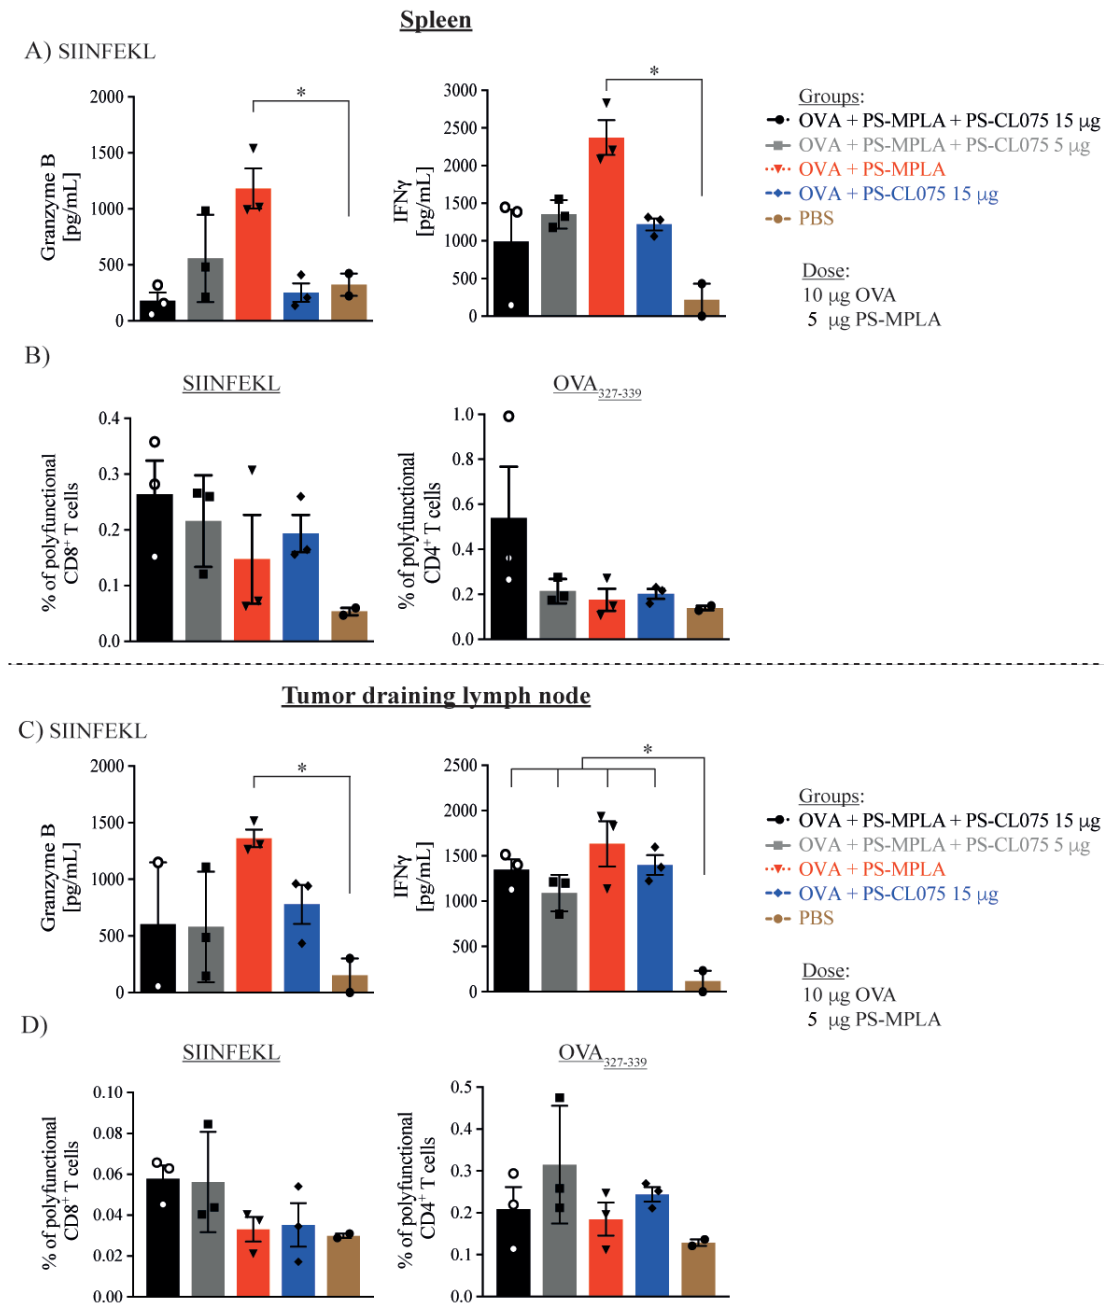 Spleen
A) SIINFEKL
Granzyme B
[pg/mL]
2000
1500
1000
500
0
*
IFNγ
[pg/mL]
3000
2500
2000
1500
1000
500
0
*
Groups:
OVA + PS-MPLA + PS-CL075 15 μg
OVA + PS-MPLA + PS-CL075 5 μg
OVA + PS-MPLA
OVA + PS-CL075 15 μg
PBS
Dose:
10 μg OVA
5 μg PS-MPLA
B)
SIINFEKL
% of polyfunctional
CD8+ T cells
0.4
0.3
0.2
0.1
0.0
OVA327-339
% of polyfunctional
CD4+ T cells
1.0
0.8
0.6
0.4
0.2
0.0
Tumor draining lymph node
C) SIINFEKL
Granzyme B
[pg/mL]
2000
1500
1000
500
0
*
IFNγ
[pg/mL]
2500
2000
1500
1000
500
0
*
Groups:
OVA + PS-MPLA + PS-CL075 15 μg
OVA + PS-MPLA + PS-CL075 5 μg
OVA + PS-MPLA
OVA + PS-CL075 15 μg
PBS
Dose:
10 μg OVA
5 μg PS-MPLA
D)
SIINFEKL
% of polyfunctional
CD8+ T cells
0.10
0.08
0.06
0.04
0.02
0.00
OVA327-339
% of polyfunctional
CD4+ T cells
0.5
0.4
0.3
0.2
0.1
0.0